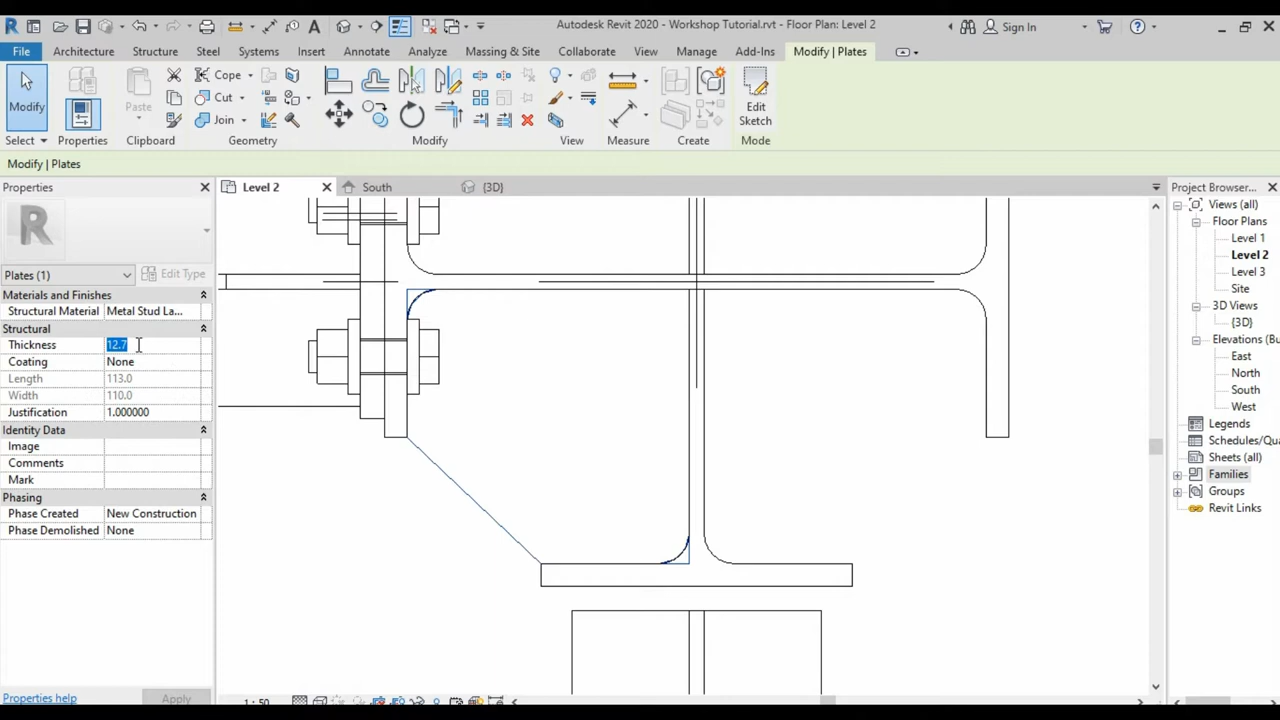 Autodesk Revit 2020 - Workshop Tutorial.rvt - Floor Plan: Level 2
Sign In
File Architecture Structure Steel Systems Insert Annotate Analyze Massing & Site Collaborate View Manage Add-Ins Modify | Plates
Modify
Paste
Cope
Cut
Join
Edit
Sketch
Select Properties Clipboard Geometry Modify View Measure Create Mode
Modify | Plates
Properties
Level 2 South {3D}
Project Browser...
Plates (1) Edit Type
Materials and Finishes
Structural Material Metal Stud La...
Structural
Thickness 12.7
Coating None
Length 113.0
Width 110.0
Justification 1.000000
Identity Data
Image
Comments
Mark
Phasing
Phase Created New Construction
Phase Demolished None
Properties help
Apply
1 : 50
Views (all)
Floor Plans
Level 1
Level 2
Level 3
Site
3D Views
{3D}
Elevations (B
East
North
South
West
Legends
Schedules/Qua
Sheets (all)
Families
Groups
Revit Links